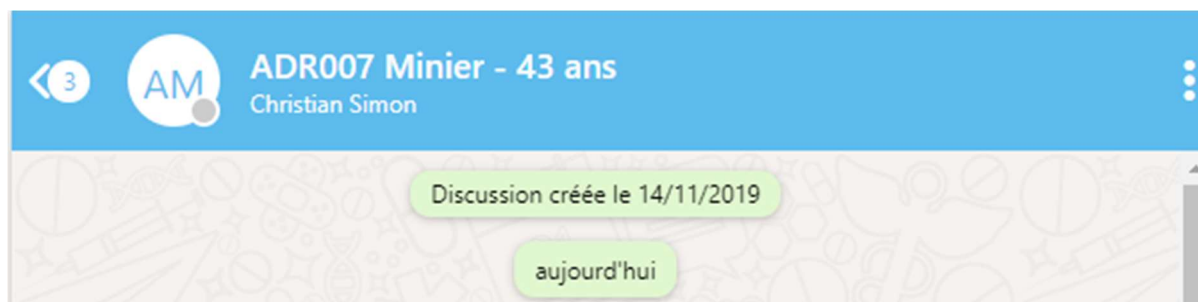 3
AM
ADR007 Minier - 43 ans
Christian Simon
Discussion créée le 14/11/2019
aujourd'hui